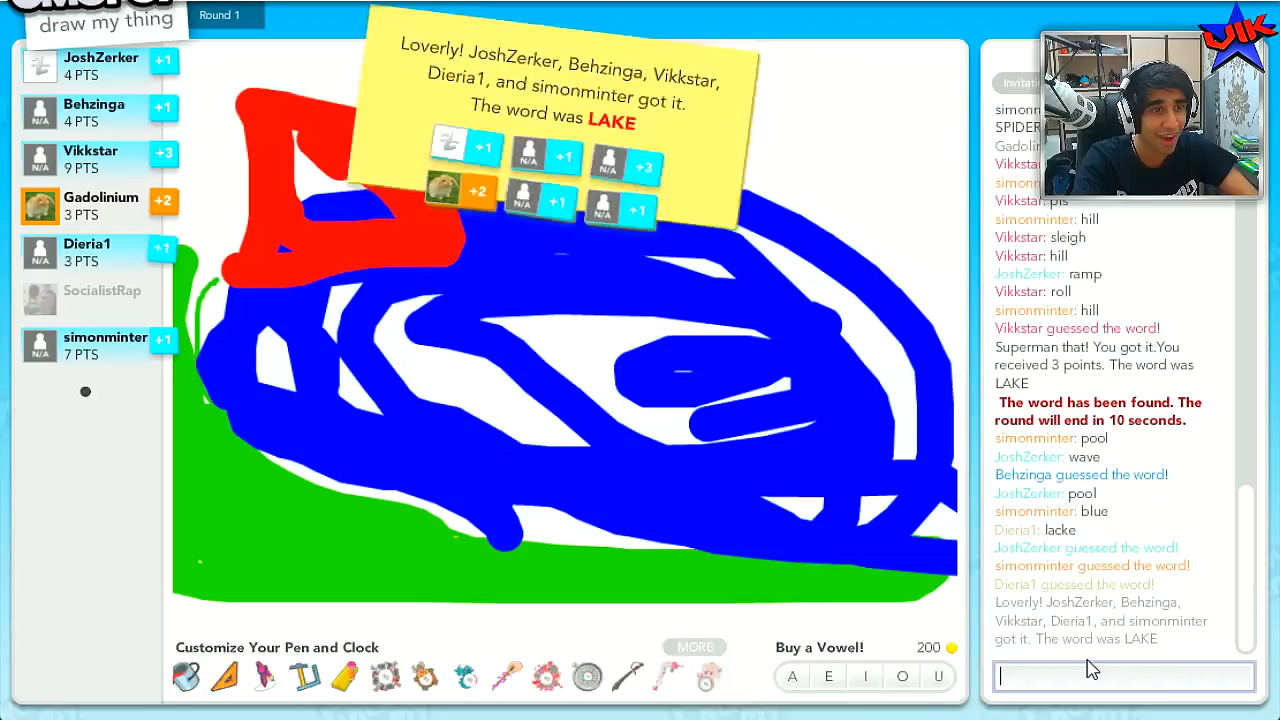 draw my thing
Round 1
JoshZerker +1
4 PTS
N/A Behzinga +1
4 PTS
N/A Vikkstar +3
9 PTS
Gadolinium +2
3 PTS
N/A Dieria1 +1
3 PTS
SocialistRap
N/A simonminter +1
7 PTS
Loverly! JoshZerker, Behzinga, Vikkstar,
Dieria1, and simonminter got it.
The word was LAKE
+1 N/A +1 N/A +3
+2 N/A +1 N/A +1
Customize Your Pen and Clock
MORE
Buy a Vowel! 200
A E I O U
VIK
Invitati
simonm
SPIDER
Gadolin
Vikksta
simonm
Vikkstar: pls
simonminter: hill
Vikkstar: sleigh
Vikkstar: hill
JoshZerker: ramp
Vikkstar: roll
simonminter: hill
Vikkstar guessed the word!
Superman that! You got it.You
received 3 points. The word was
LAKE
The word has been found. The
round will end in 10 seconds.
simonminter: pool
JoshZerker: wave
Behzinga guessed the word!
JoshZerker: pool
simonminter: blue
Dieria1: lacke
JoshZerker guessed the word!
simonminter guessed the word!
Dieria1 guessed the word!
Loverly! JoshZerker, Behzinga,
Vikkstar, Dieria1, and simonminter
got it. The word was LAKE